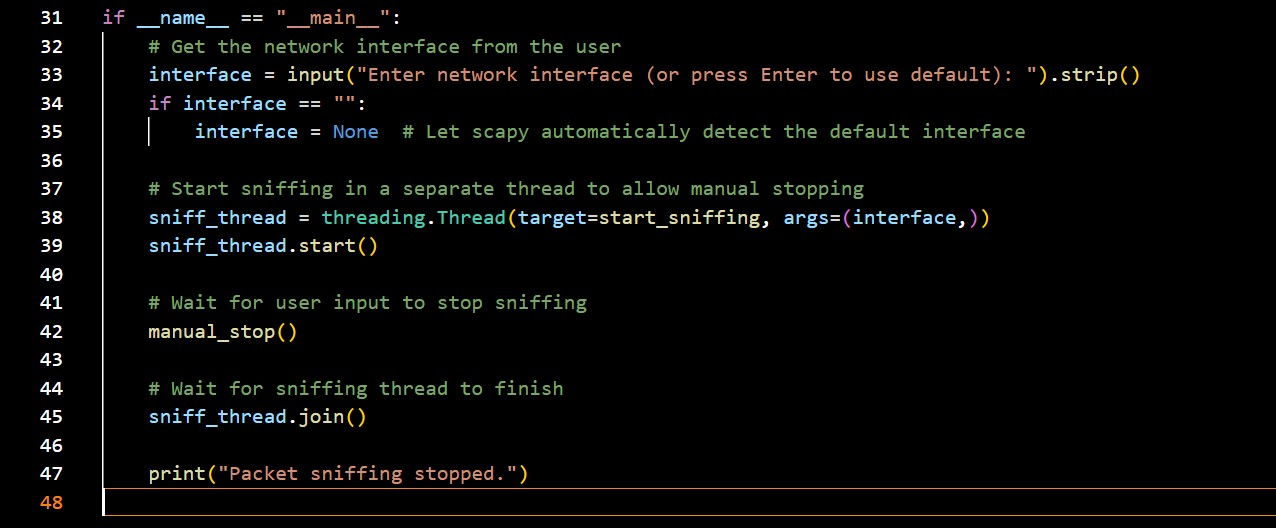 31 if __name__ == "__main__":
32     # Get the network interface from the user
33     interface = input("Enter network interface (or press Enter to use default): ").strip()
34     if interface == "":
35         interface = None  # Let scapy automatically detect the default interface
36
37     # Start sniffing in a separate thread to allow manual stopping
38     sniff_thread = threading.Thread(target=start_sniffing, args=(interface,))
39     sniff_thread.start()
40
41     # Wait for user input to stop sniffing
42     manual_stop()
43
44     # Wait for sniffing thread to finish
45     sniff_thread.join()
46
47     print("Packet sniffing stopped.")
48